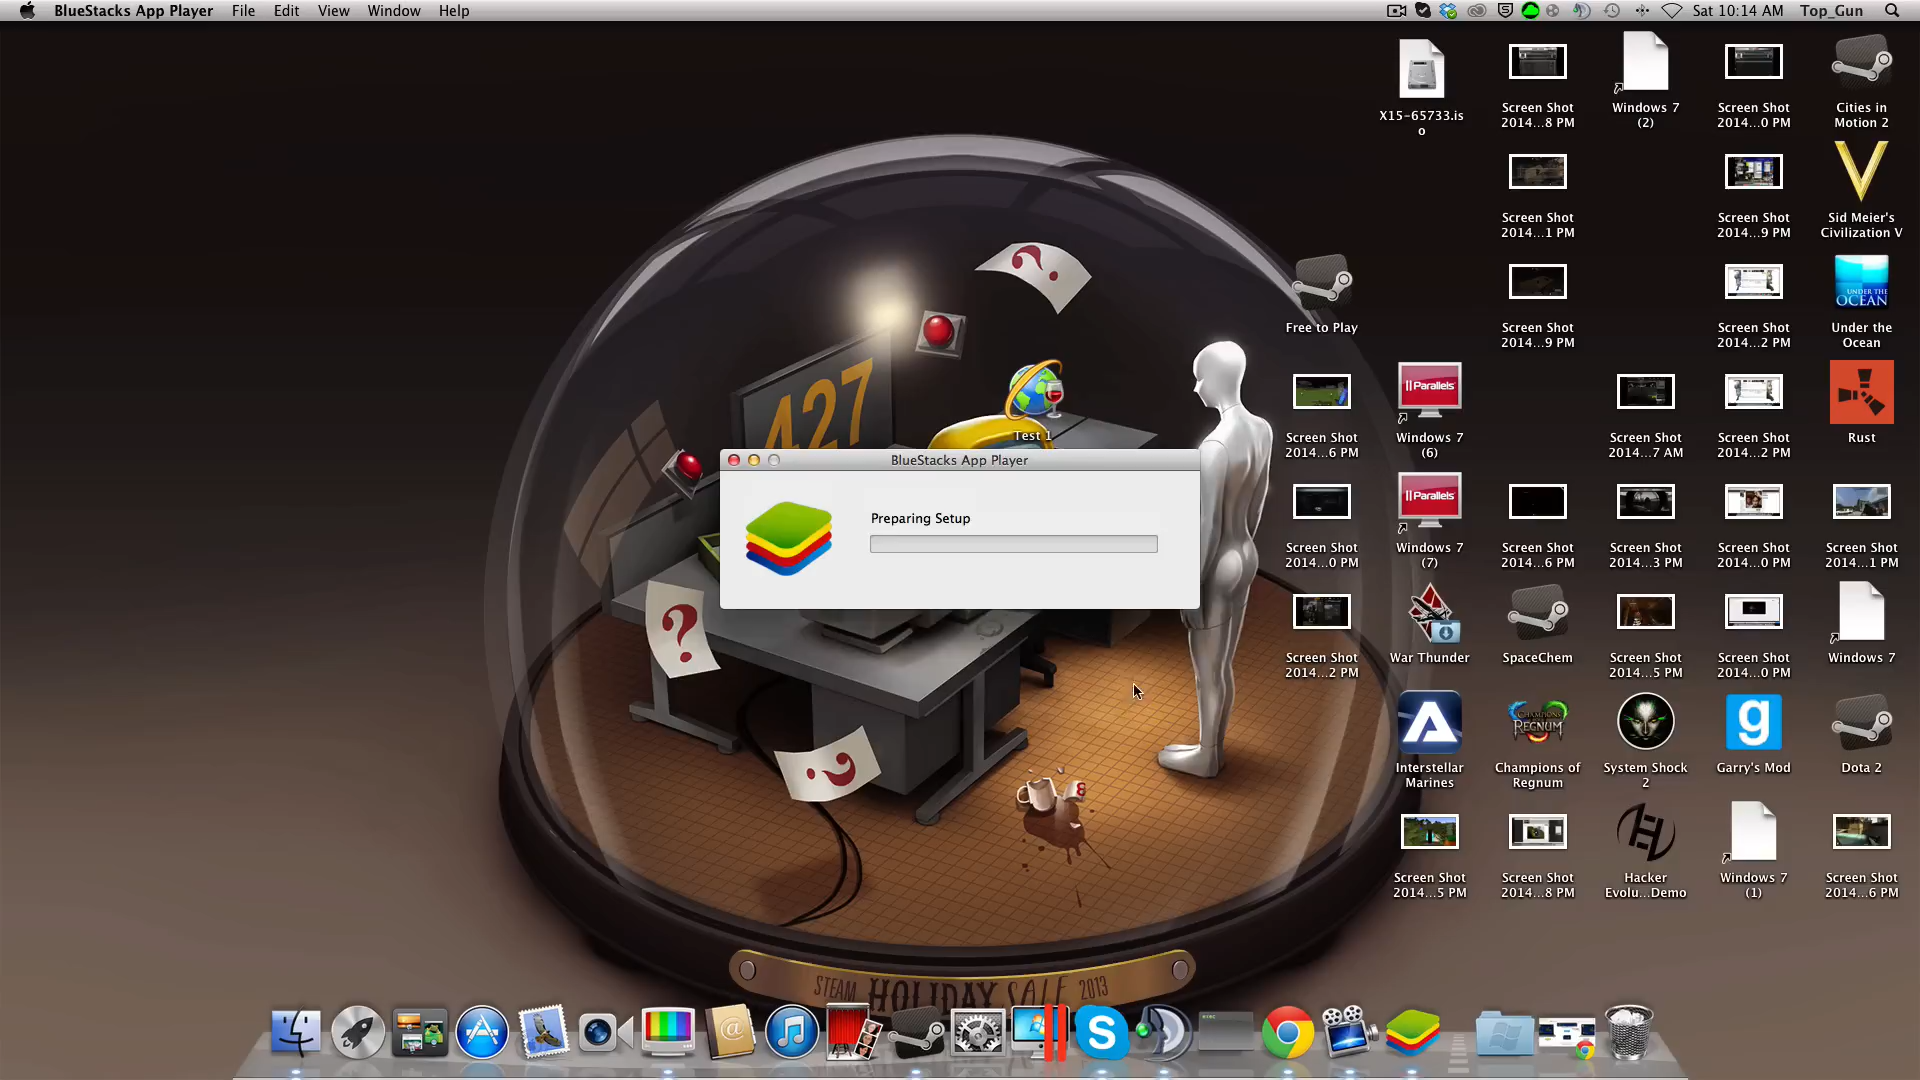 BlueStacks App Player File Edit View Window Help
Sat 10:14 AM Top_Gun
X15-65733.is
o
Screen Shot
2014...8 PM
Windows 7
(2)
Screen Shot
2014...0 PM
Cities in
Motion 2
Screen Shot
2014...1 PM
Screen Shot
2014...9 PM
Sid Meier's
Civilization V
Free to Play
Screen Shot
2014...9 PM
Screen Shot
2014...2 PM
UNDER THE
OCEAN
Under the
Ocean
427
Test 1
Screen Shot
2014...6 PM
Parallels
Windows 7
(6)
Screen Shot
2014...7 AM
Screen Shot
2014...2 PM
Rust
BlueStacks App Player
Preparing Setup
Screen Shot
2014...0 PM
Parallels
Windows 7
(7)
Screen Shot
2014...6 PM
Screen Shot
2014...3 PM
Screen Shot
2014...0 PM
Screen Shot
2014...1 PM
Screen Shot
2014...2 PM
War Thunder
SpaceChem
Screen Shot
2014...5 PM
Screen Shot
2014...0 PM
Windows 7
Interstellar
Marines
CHAMPIONS OF
REGNUM
Champions of
Regnum
System Shock
2
g
Garry's Mod
Dota 2
8
Screen Shot
2014...5 PM
Screen Shot
2014...8 PM
Hacker
Evolu...Demo
Windows 7
(1)
Screen Shot
2014...6 PM
STEAM HOLIDAY SALE 2013